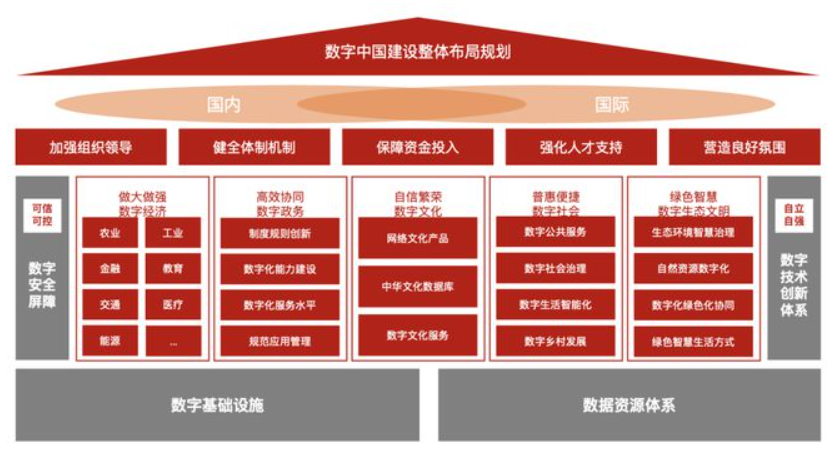 数字中国建设整体布局规划
国内
国际
加强组织领导
健全体制机制
保障资金投入
强化人才支持
营造良好氛围
可信
可控
数字
安全
屏障
做大做强
数字经济
农业
工业
金融
教育
交通
医疗
能源
...
高效协同
数字政务
制度规则创新
数字化能力建设
数字化服务水平
规范应用管理
自信繁荣
数字文化
网络文化产品
中华文化数据库
数字文化服务
普惠便捷
数字社会
数字公共服务
数字社会治理
数字生活智能化
数字乡村发展
绿色智慧
数字生态文明
生态环境智慧治理
自然资源数字化
数字化绿色化协同
绿色智慧生活方式
自立
自强
数字
技术
创新
体系
数字基础设施
数据资源体系